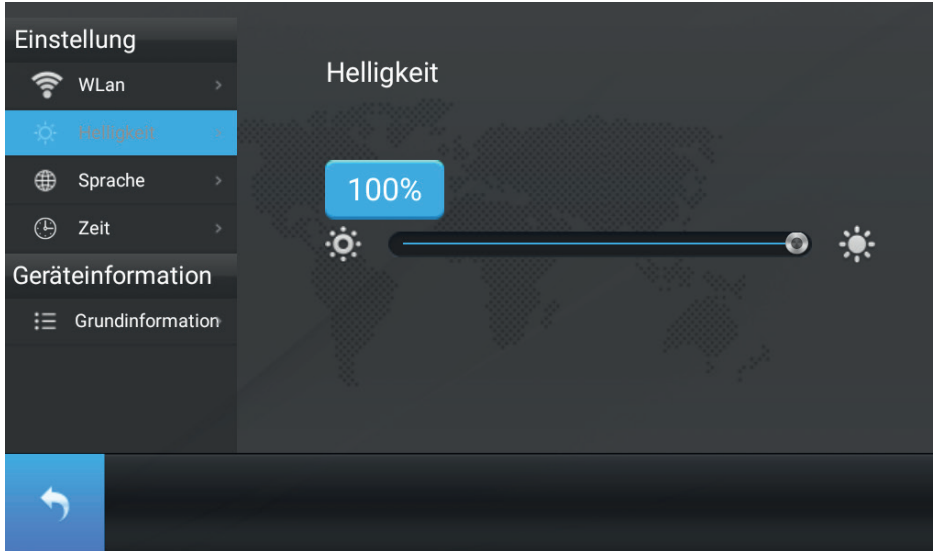 Einstellung
WLan
Helligkeit
Sprache
Zeit
Geräteinformation
Grundinformation
Helligkeit
100%